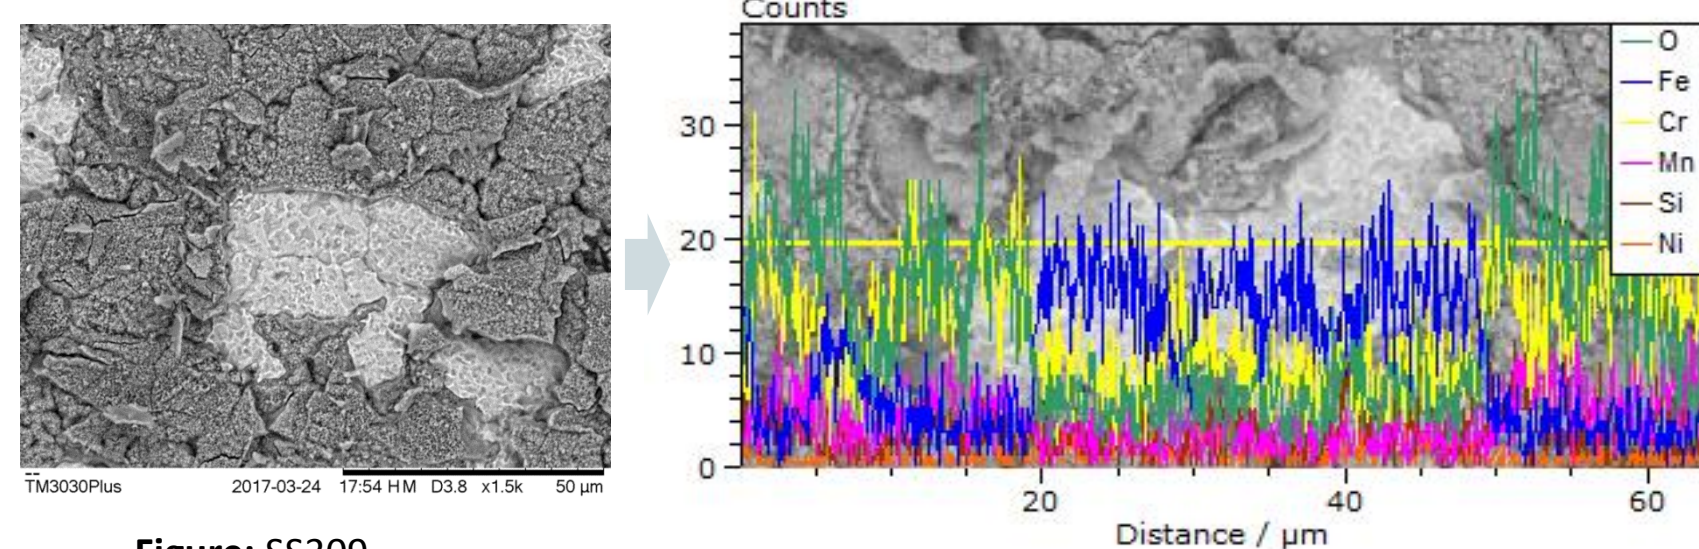 TM3030Plus 2017-03-24 17:54 HM D3.8 x1.5k 50 µm
Figure:
Counts
30
20
10
0
20 40 60
Distance / µm
O
Fe
Cr
Mn
Si
Ni